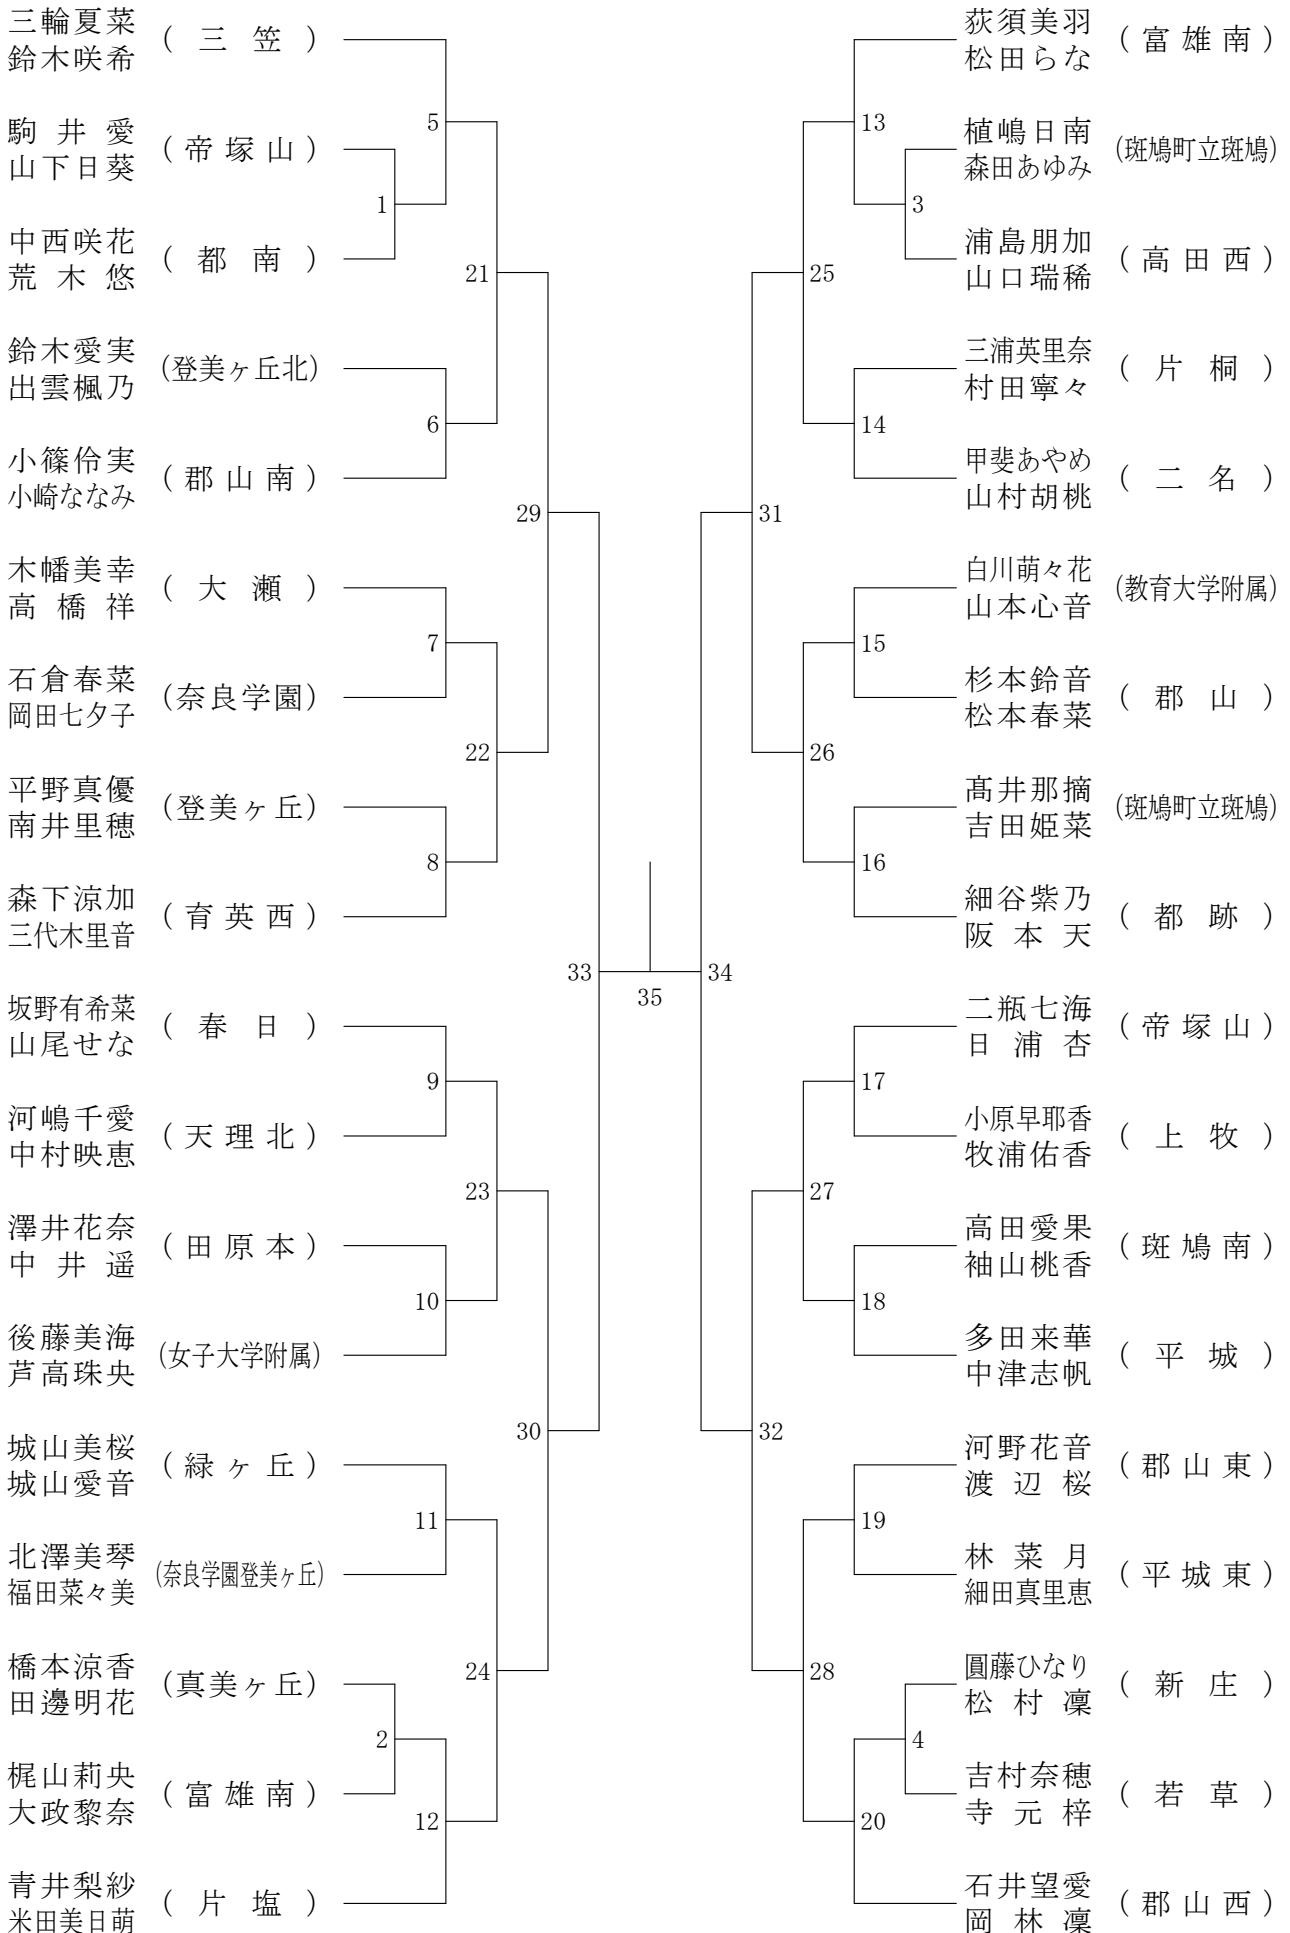 三輪夏菜
鈴木咲希
(三笠)
駒井愛
山下日葵
(帝塚山)
中西咲花
荒木悠
(都南)
鈴木愛実
出雲楓乃
(登美ヶ丘北)
小篠伶実
小崎ななみ
(郡山南)
木幡美幸
高橋祥
(大瀬)
石倉春菜
岡田七夕子
(奈良学園)
平野真優
南井里穂
(登美ヶ丘)
森下涼加
三代木里音
(育英西)
坂野有希菜
山尾せな
(春日)
河嶋千愛
中村映恵
(天理北)
澤井花奈
中井遥
(田原本)
後藤美海
芦高珠央
(女子大学附属)
城山美桜
城山愛音
(緑ヶ丘)
北澤美琴
福田菜々美
(奈良学園登美ヶ丘)
橋本涼香
田邊明花
(真美ヶ丘)
梶山莉央
大政黎奈
(富雄南)
青井梨紗
米田美日萌
(片塩)
1
2
5
6
7
8
9
10
11
12
21
22
23
24
29
30
33
35
34
31
32
25
26
27
28
13
14
15
16
17
18
19
20
3
4
荻須美羽
松田らな
(富雄南)
植嶋日南
森田あゆみ
(斑鳩町立斑鳩)
浦島朋加
山口瑞稀
(高田西)
三浦英里奈
村田寧々
(片桐)
甲斐あやめ
山村胡桃
(二名)
白川萌々花
山本心音
(教育大学附属)
杉本鈴音
松本春菜
(郡山)
髙井那摘
吉田姫菜
(斑鳩町立斑鳩)
細谷紫乃
阪本天
(都跡)
二瓶七海
日浦杏
(帝塚山)
小原早耶香
牧浦佑香
(上牧)
高田愛果
袖山桃香
(斑鳩南)
多田来華
中津志帆
(平城)
河野花音
渡辺桜
(郡山東)
林菜月
細田真里恵
(平城東)
圓藤ひなり
松村凜
(新庄)
吉村奈穂
寺元梓
(若草)
石井望愛
岡林凜
(郡山西)